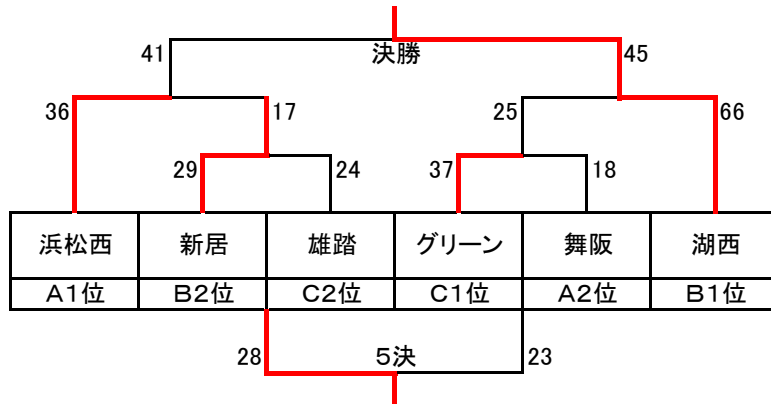 41 決勝 45
36 17 25 66
29 24 37 18
浜松西 新居 雄踏 グリーン 舞阪 湖西
A1位 B2位 C2位 C1位 A2位 B1位
28 5決 23